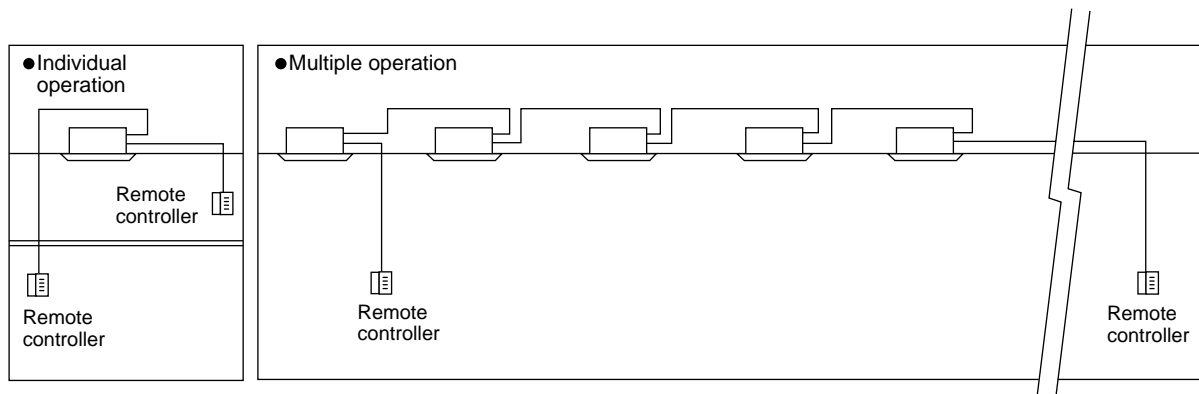 ●Individual
operation
Remote
controller
Remote
controller
●Multiple operation
Remote
controller
Remote
controller